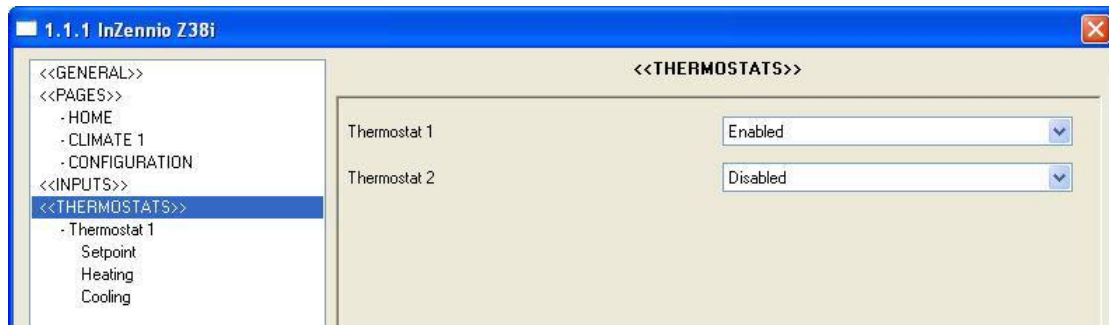 1.1.1 InZennio Z38i
<<GENERAL>>
<<PAGES>>
- HOME
- CLIMATE 1
- CONFIGURATION
<<INPUTS>>
<<THERMOSTATS>>
- Thermostat 1
Setpoint
Heating
Cooling
<<THERMOSTATS>>
Thermostat 1 Enabled
Thermostat 2 Disabled